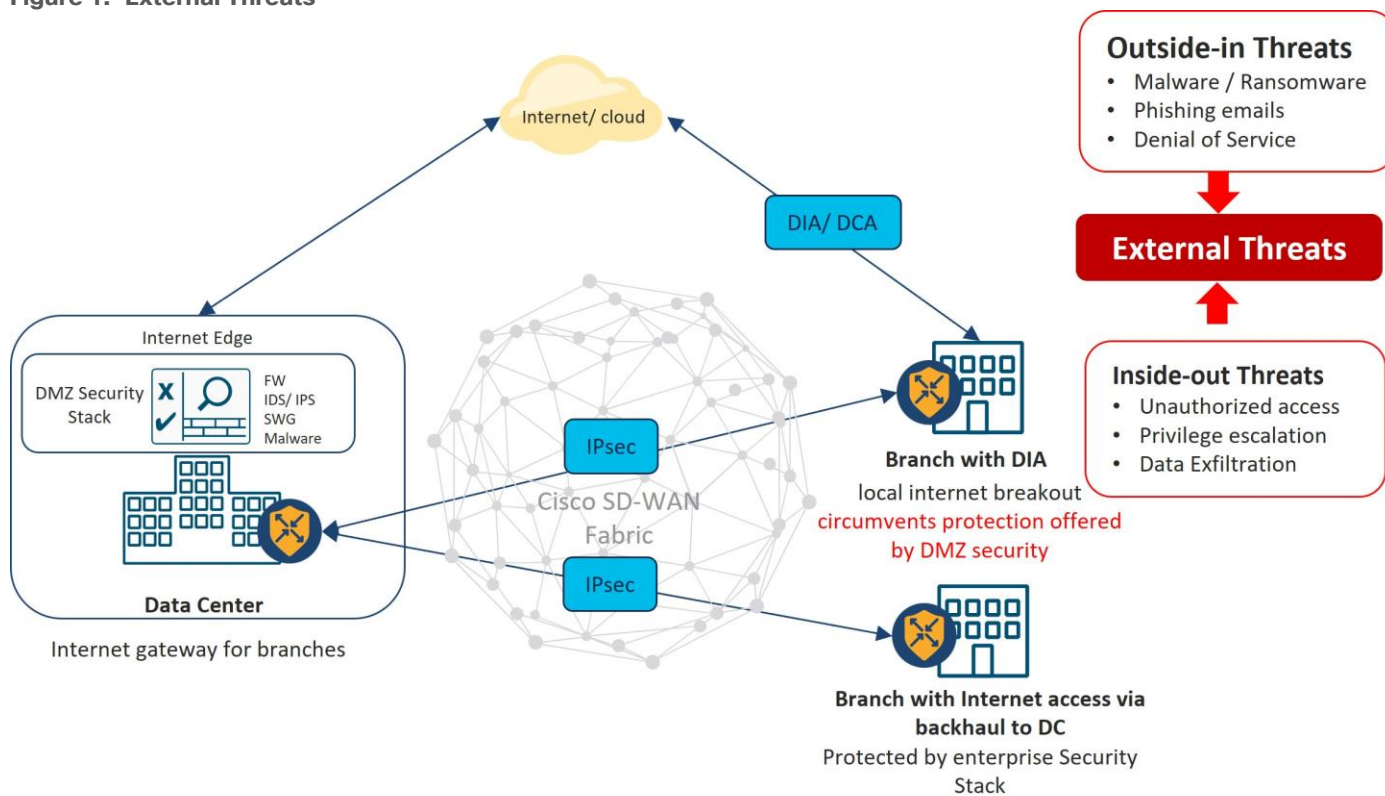 Figure 1. External Threats
Outside-in Threats
• Malware / Ransomware
• Phishing emails
• Denial of Service
External Threats
Inside-out Threats
• Unauthorized access
• Privilege escalation
• Data Exfiltration
Internet/ cloud
DIA/ DCA
Internet Edge
DMZ Security
Stack
X
✓
FW
IDS/ IPS
SWG
Malware
Data Center
Internet gateway for branches
IPsec
Cisco SD-WAN
Fabric
IPsec
Branch with DIA
local internet breakout
circumvents protection offered
by DMZ security
Branch with Internet access via
backhaul to DC
Protected by enterprise Security
Stack